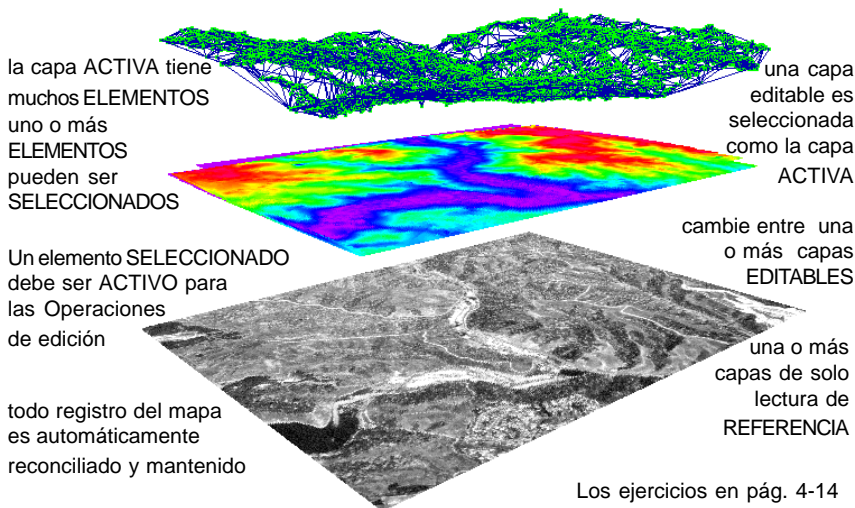 la capa ACTIVA tiene
muchos ELEMENTOS
uno o más
ELEMENTOS
pueden ser
SELECCIONADOS
una capa
editable es
seleccionada
como la capa
ACTIVA
Un elemento SELECCIONADO
debe ser ACTIVO para
las Operaciones
de edición
cambie entre una
o más capas
EDITABLES
todo registro del mapa
es automáticamente
reconciliado y mantenido
una o más
capas de solo
lectura de
REFERENCIA
Los ejercicios en pág. 4-14